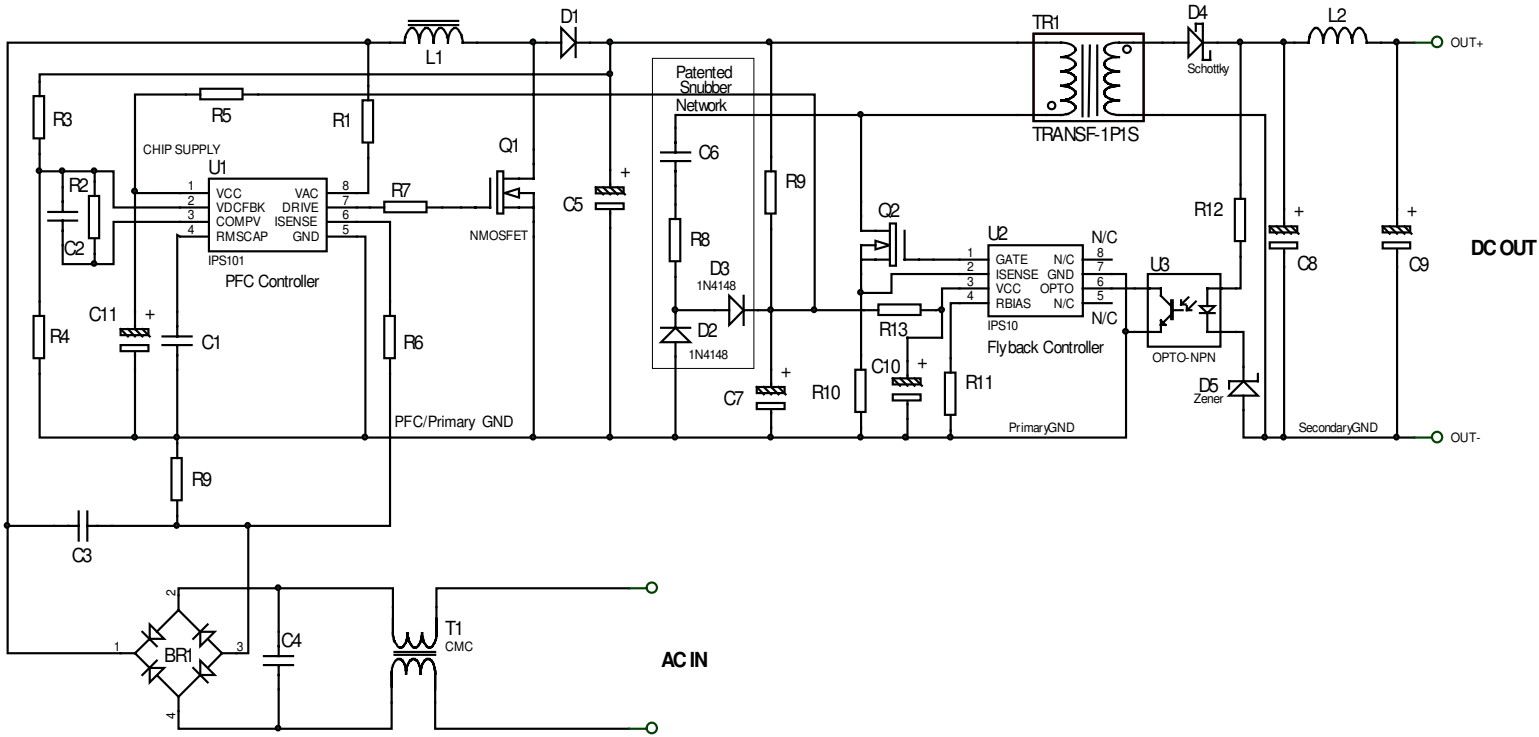 D1
TR1
D4
L2
L1
OUT+
Patented
Snubber
Network
Schottky
R3
R5
R1
TRANSF-1P1S
CHIP SUPPLY
Q1
C6
U1
R2
1 VCC VAC 8
2 VDCFBK DRIVE 7
3 COMPV ISENSE 6
4 RMSCAP GND 5
R7
C5
+
R9
R12
C2
IPS101
PFC Controller
NMOSFET
R8
Q2
U2
N/C
1 GATE N/C 8
2 ISENSE GND 7
3 VCC OPTO 6
4 RBIAS N/C 5
N/C
U3
+
C8
+
C9
DC OUT
D3
1N4148
C11
+
R4
C1
R6
D2
1N4148
R13
IPS10
Flyback Controller
OPTO-NPN
C7
+
R10
C10
+
R11
D5
Zener
PFC/Primary GND
PrimaryGND
SecondaryGND
OUT-
R9
C3
2
1
BR1
3
4
C4
T1
CMC
AC IN